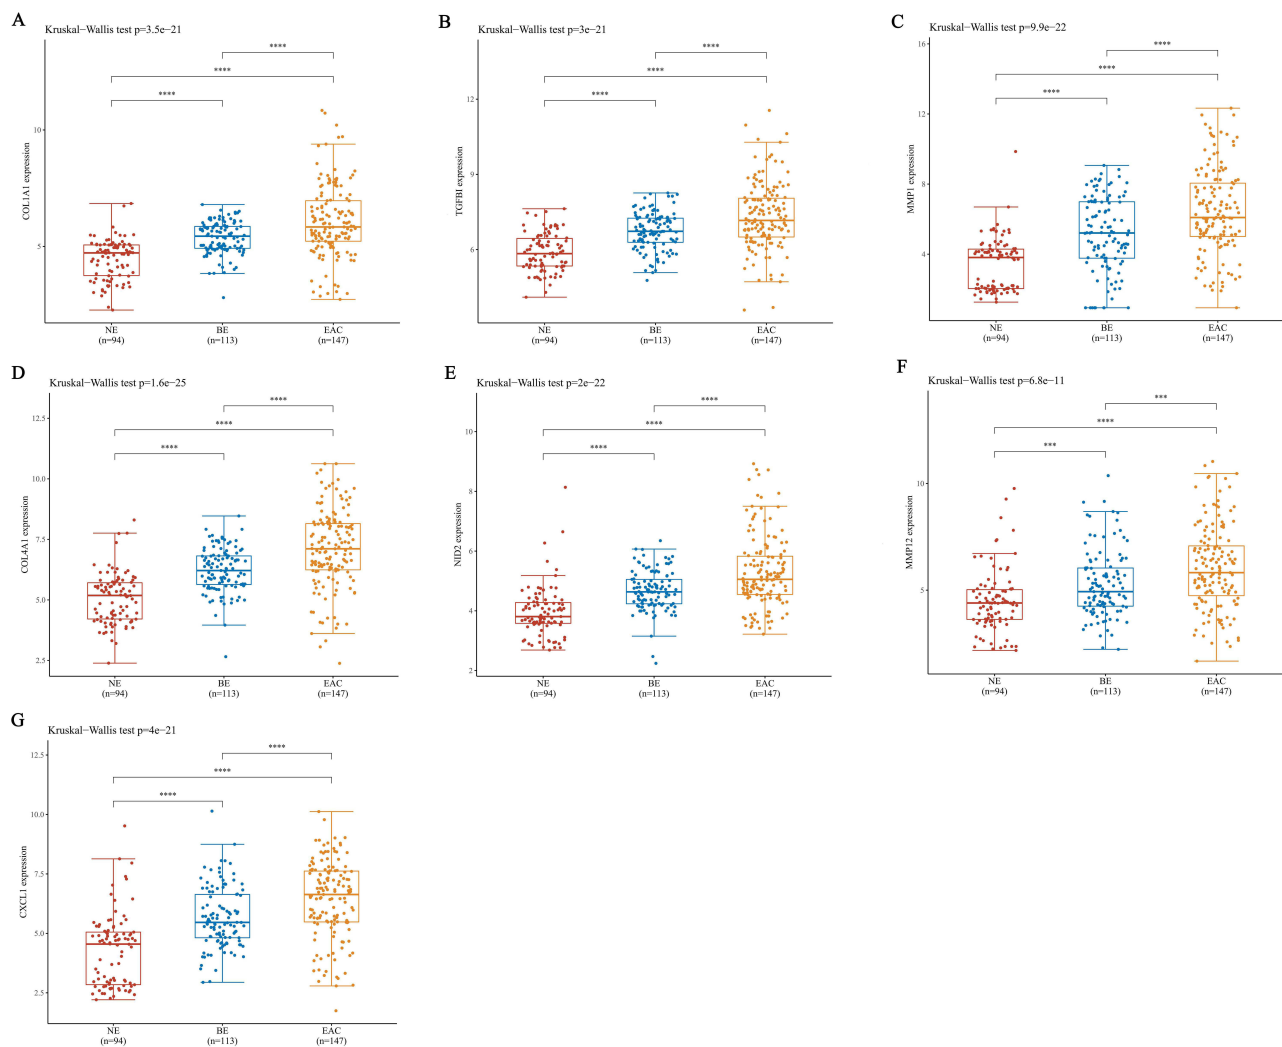 A
Kruskal−Wallis test p=3.5e−21
****
****
****
10
5
COL1A1 expression
NE
(n=94)
BE
(n=113)
EAC
(n=147)
B
Kruskal−Wallis test p=3e−21
****
****
****
12
9
6
TGFBI expression
NE
(n=94)
BE
(n=113)
EAC
(n=147)
C
Kruskal−Wallis test p=9.9e−22
****
****
****
16
12
8
4
MMP1 expression
NE
(n=94)
BE
(n=113)
EAC
(n=147)
D
Kruskal−Wallis test p=1.6e−25
****
****
****
12.5
10.0
7.5
5.0
2.5
COL4A1 expression
NE
(n=94)
BE
(n=113)
EAC
(n=147)
E
Kruskal−Wallis test p=2e−22
****
****
****
10
8
6
4
2
NID2 expression
NE
(n=94)
BE
(n=113)
EAC
(n=147)
F
Kruskal−Wallis test p=6.8e−11
***
****
***
10
5
MMP12 expression
NE
(n=94)
BE
(n=113)
EAC
(n=147)
G
Kruskal−Wallis test p=4e−21
****
****
****
12.5
10.0
7.5
5.0
2.5
CXCL1 expression
NE
(n=94)
BE
(n=113)
EAC
(n=147)